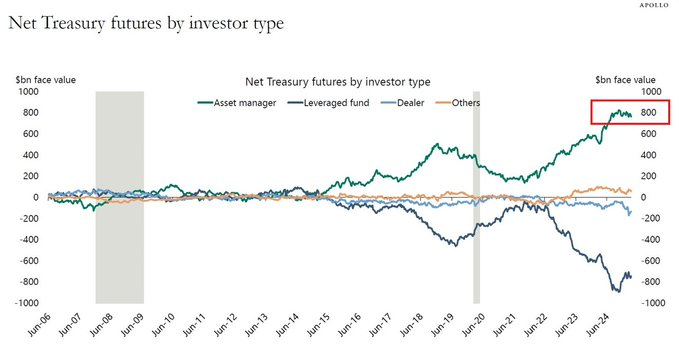 APOLLO
Net Treasury futures by investor type
$bn face value
Net Treasury futures by investor type
$bn face value
Asset manager Leveraged fund Dealer Others
1000 1000
800 800
600 600
400 400
200 200
0 0
-200 -200
-400 -400
-600 -600
-800 -800
-1000 -1000
Jun-06 Jun-07 Jun-08 Jun-09 Jun-10 Jun-11 Jun-12 Jun-13 Jun-14 Jun-15 Jun-16 Jun-17 Jun-18 Jun-19 Jun-20 Jun-21 Jun-22 Jun-23 Jun-24